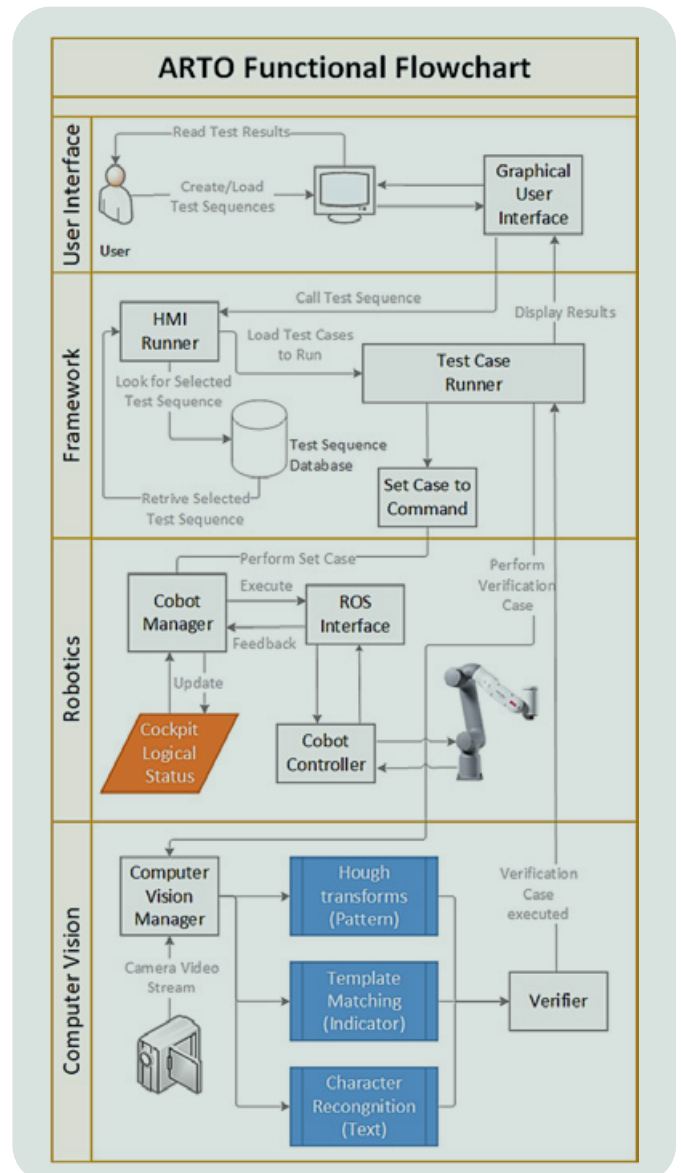 ARTO Functional Flowchart
User Interface
Read Test Results
Create/Load
Test Sequences
User
Graphical
User
Interface
Framework
Call Test Sequence
Display Results
HMI
Runner
Load Test Cases
to Run
Test Case
Runner
Look for Selected
Test Sequence
Test Sequence
Database
Retrive Selected
Test Sequence
Set Case to
Command
Robotics
Perform Set Case
Perform
Verification
Case
Cobot
Manager
Execute
ROS
Interface
Feedback
Update
Cockpit
Logical
Status
Cobot
Controller
Computer Vision
Computer
Vision
Manager
Hough
transforms
(Pattern)
Verification
Case
executed
Camera Video
Stream
Template
Matching
(Indicator)
Verifier
Character
Recongnition
(Text)